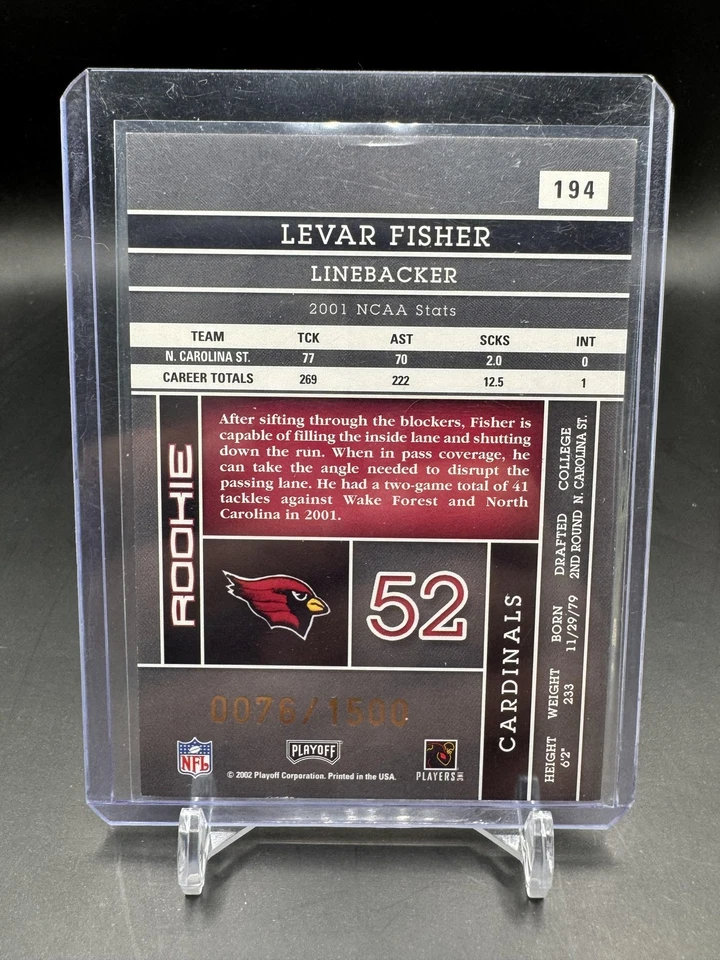 194
LEVAR FISHER
LINEBACKER
2001 NCAA Stats
TEAM TCK AST SCKS INT
N. CAROLINA ST. 77 70 2.0 0
CAREER TOTALS 269 222 12.5 1
ROOKIE
After sifting through the blockers, Fisher is
capable of filling the inside lane and shutting
down the run. When in pass coverage, he
can take the angle needed to disrupt the
passing lane. He had a two-game total of 41
tackles against Wake Forest and North
Carolina in 2001.
52
CARDINALS
HEIGHT WEIGHT BORN DRAFTED COLLEGE
6'2" 233 11/29/79 2ND ROUND N. CAROLINA ST.
0076/1500
NFL
PLAYOFF
PLAYERS INC
© 2002 Playoff Corporation. Printed in the USA.